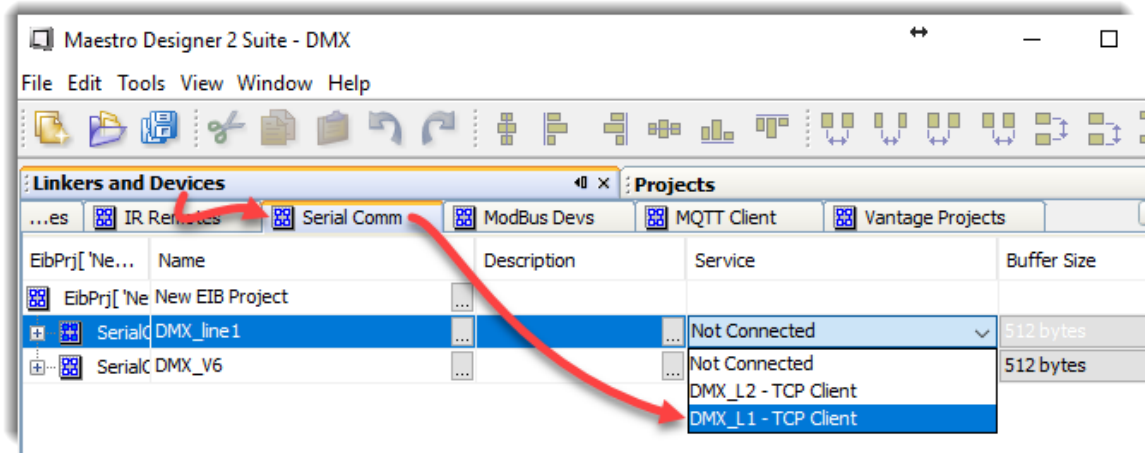 Maestro Designer 2 Suite - DMX
File Edit Tools View Window Help
Linkers and Devices
Projects
...es IR Remotes Serial Comm ModBus Devs MQTT Client Vantage Projects
EibPrj[ 'Ne... Name Description Service Buffer Size
EibPrj[ 'Ne New EIB Project ...
SerialC DMX_line1 ... ... Not Connected 512 bytes
SerialC DMX_V6 ... ... Not Connected 512 bytes
DMX_L2 - TCP Client
DMX_L1 - TCP Client